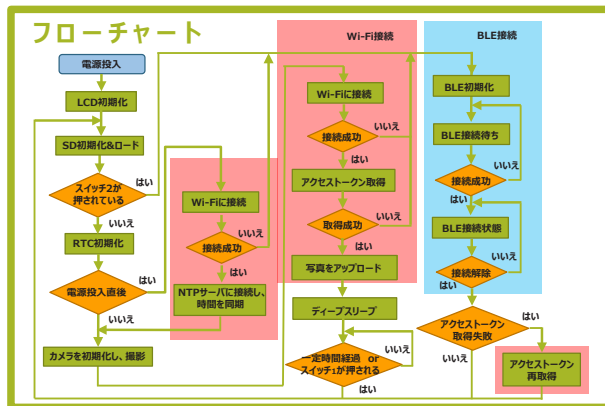 フローチャート
電源投入
LCD初期化
SD初期化&ロード
スイッチ2が
押されている
はい
いいえ
RTC初期化
電源投入直後
はい
いいえ
カメラを初期化し、撮影
Wi-Fiに接続
接続成功
いいえ
はい
NTPサーバに接続し、
時間を同期
Wi-Fi接続
Wi-Fiに接続
接続成功
いいえ
はい
アクセストークン取得
取得成功
いいえ
はい
写真をアップロード
ディープスリープ
一定時間経過 or
スイッチ1が押される
いいえ
はい
BLE接続
BLE初期化
BLE接続待ち
接続成功
いいえ
はい
BLE接続状態
接続解除
いいえ
はい
アクセストークン
取得失敗
はい
いいえ
アクセストークン
再取得